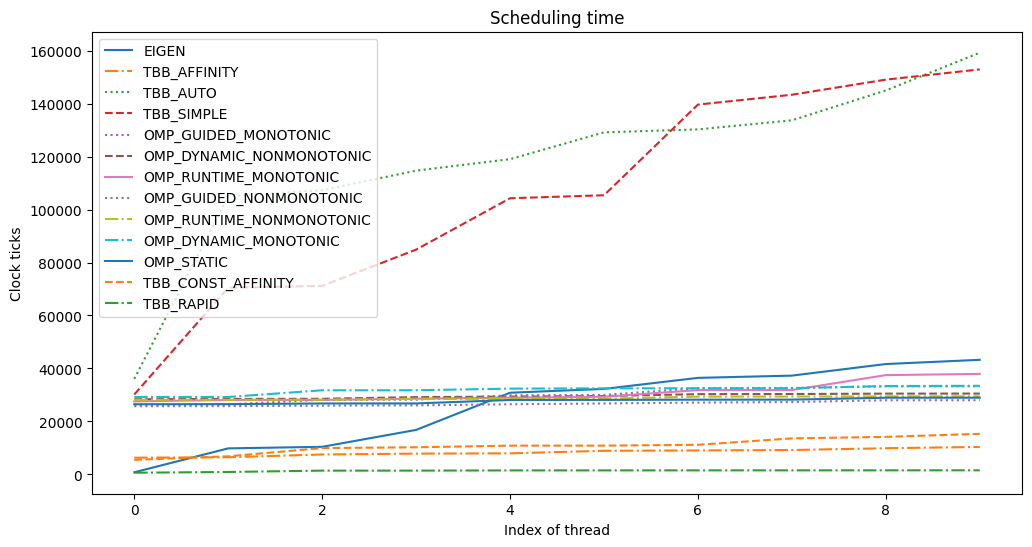 Scheduling time
EIGEN
TBB_AFFINITY
TBB_AUTO
TBB_SIMPLE
OMP_GUIDED_MONOTONIC
OMP_DYNAMIC_NONMONOTONIC
OMP_RUNTIME_MONOTONIC
OMP_GUIDED_NONMONOTONIC
OMP_RUNTIME_NONMONOTONIC
OMP_DYNAMIC_MONOTONIC
OMP_STATIC
TBB_CONST_AFFINITY
TBB_RAPID
Clock ticks
160000
140000
120000
100000
80000
60000
40000
20000
0
0 2 4 6 8
Index of thread